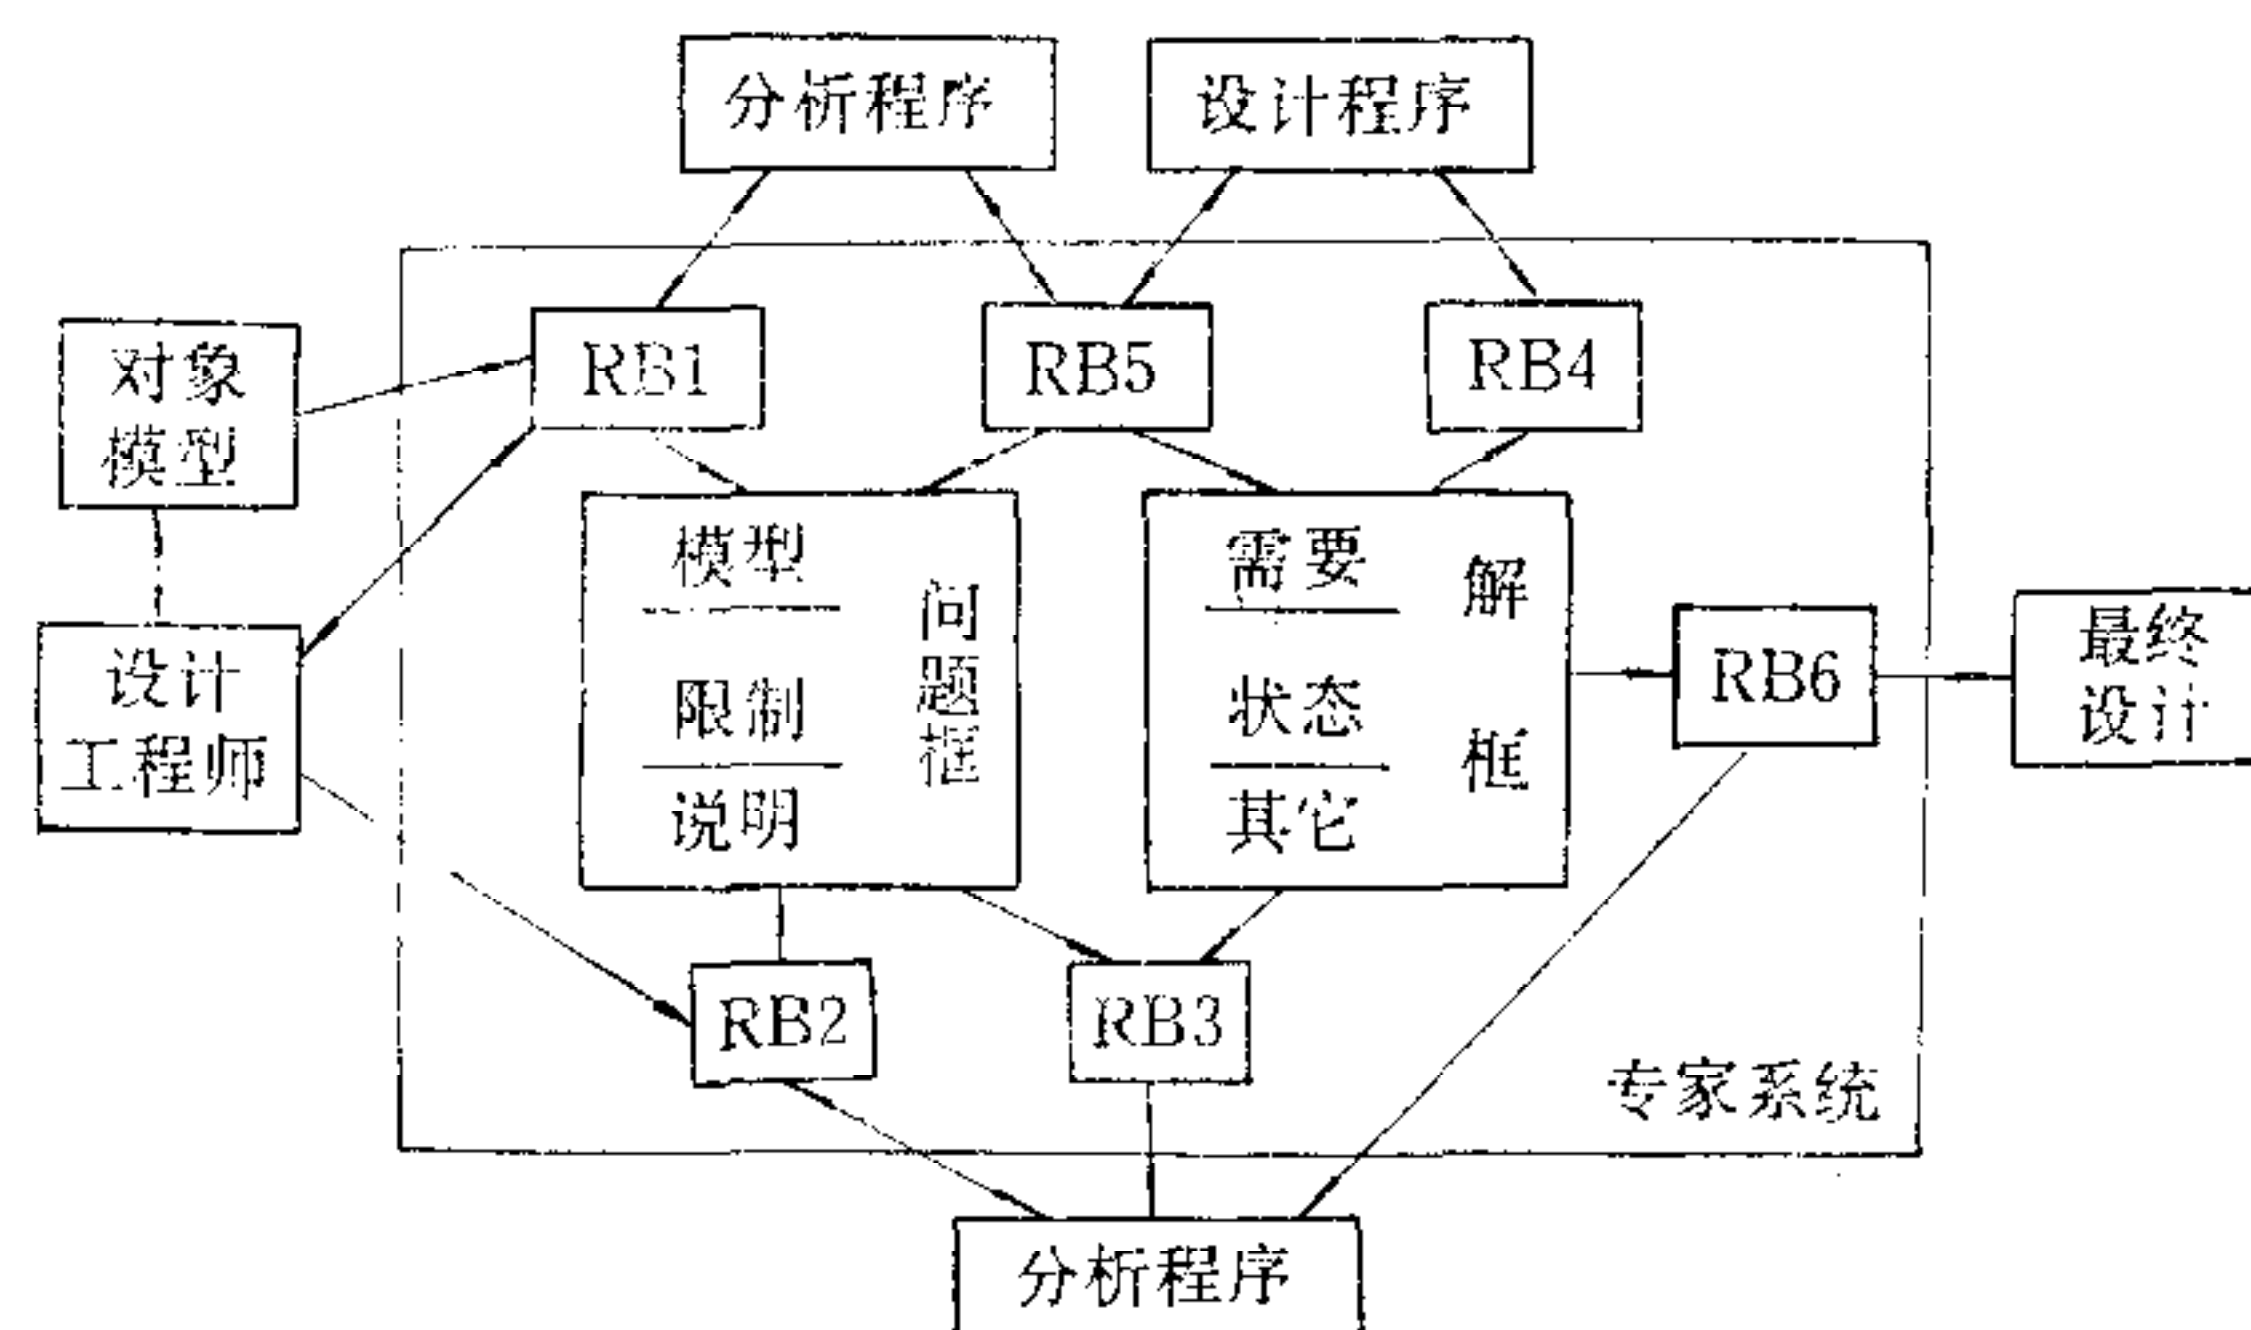 分析程序
设计程序
对象
模型
RB1
RB5
RB4
模型
限制
说明
问题框
需要
状态
其它
解框
设计
工程师
RB6
最终
设计
RB2
RB3
专家系统
分析程序